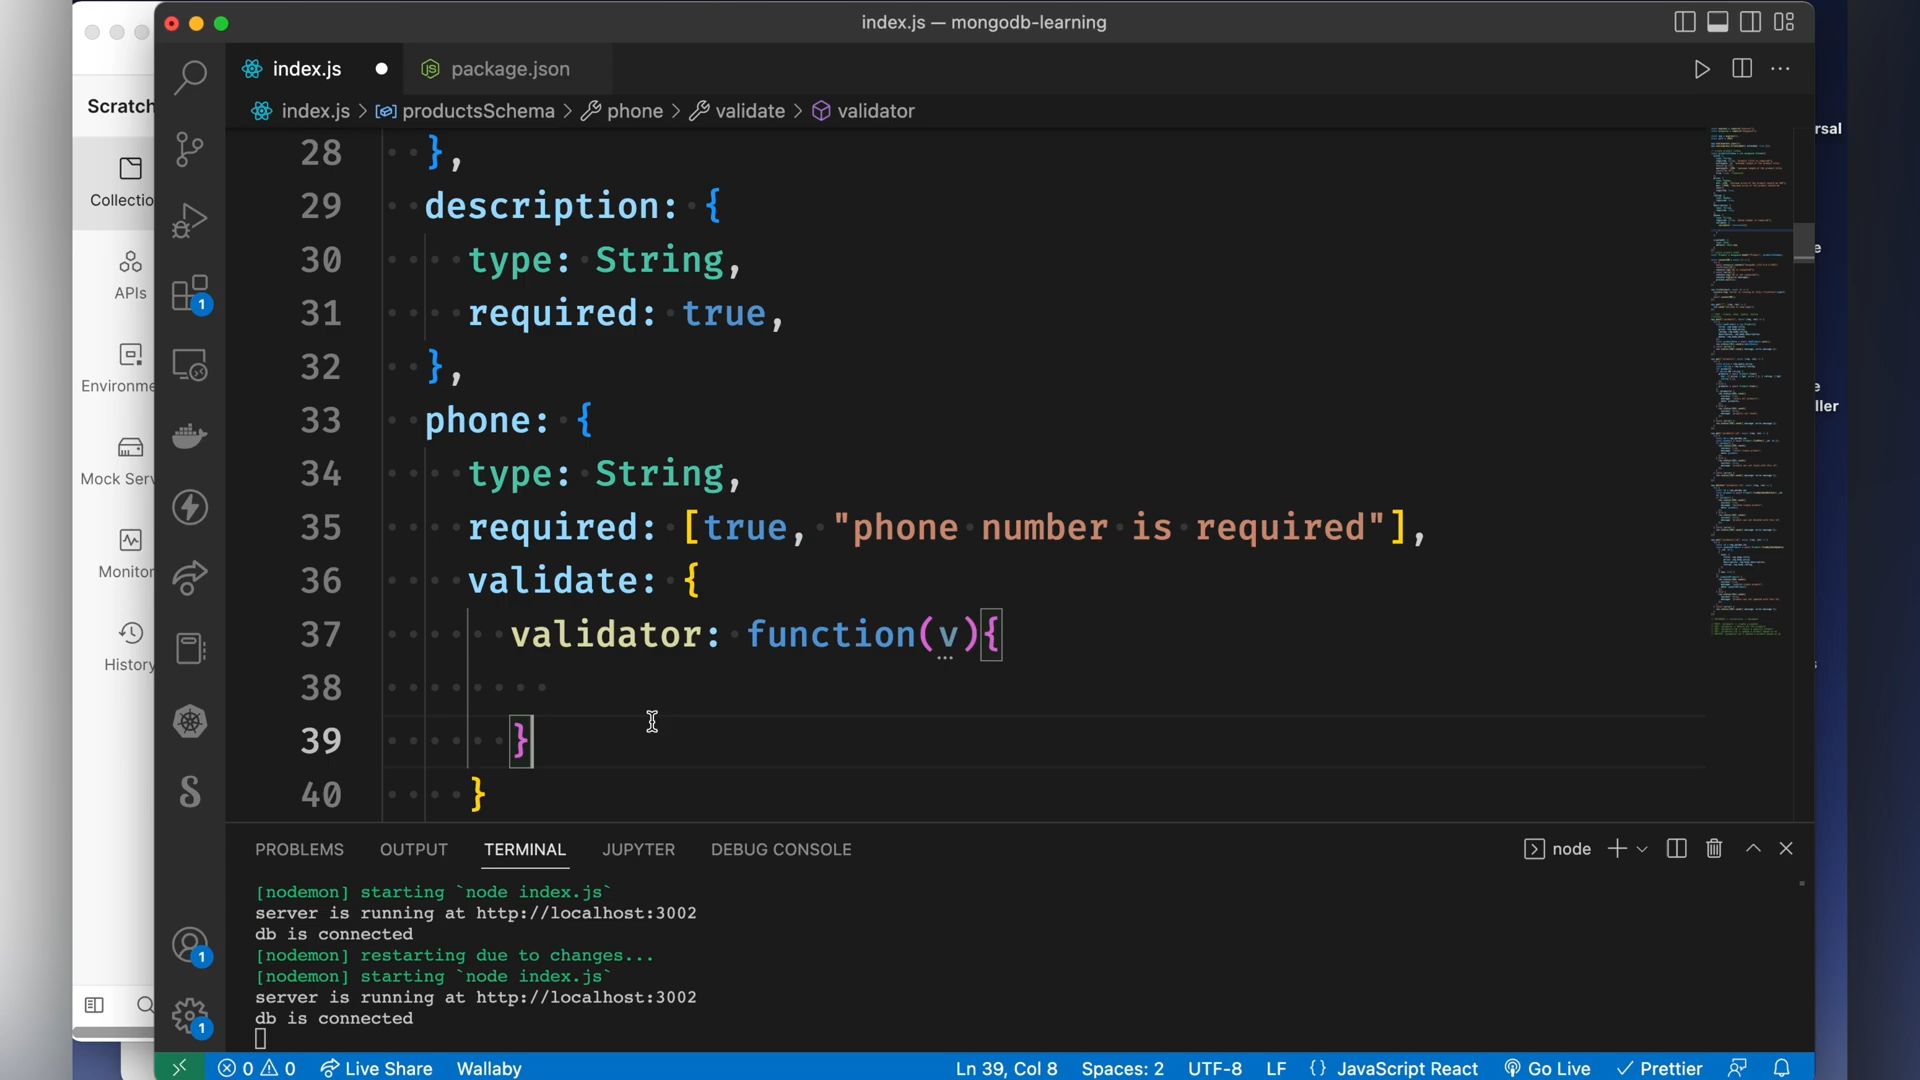 index.js — mongodb-learning
index.js
package.json
index.js > productsSchema > phone > validate > validator
Scratch
Collectio
APIs
Environme
Mock Serv
Monitor
History
28 },
29 description: {
30 type: String,
31 required: true,
32 },
33 phone: {
34 type: String,
35 required: [true, "phone number is required"],
36 validate: {
37 validator: function(v){
38
39 }
40 }
1
1
1
rsal
e
e
ller
s
PROBLEMS OUTPUT TERMINAL JUPYTER DEBUG CONSOLE
node
[nodemon] starting `node index.js`
server is running at http://localhost:3002
db is connected
[nodemon] restarting due to changes...
[nodemon] starting `node index.js`
server is running at http://localhost:3002
db is connected
0 0 Live Share Wallaby Ln 39, Col 8 Spaces: 2 UTF-8 LF {} JavaScript React Go Live Prettier